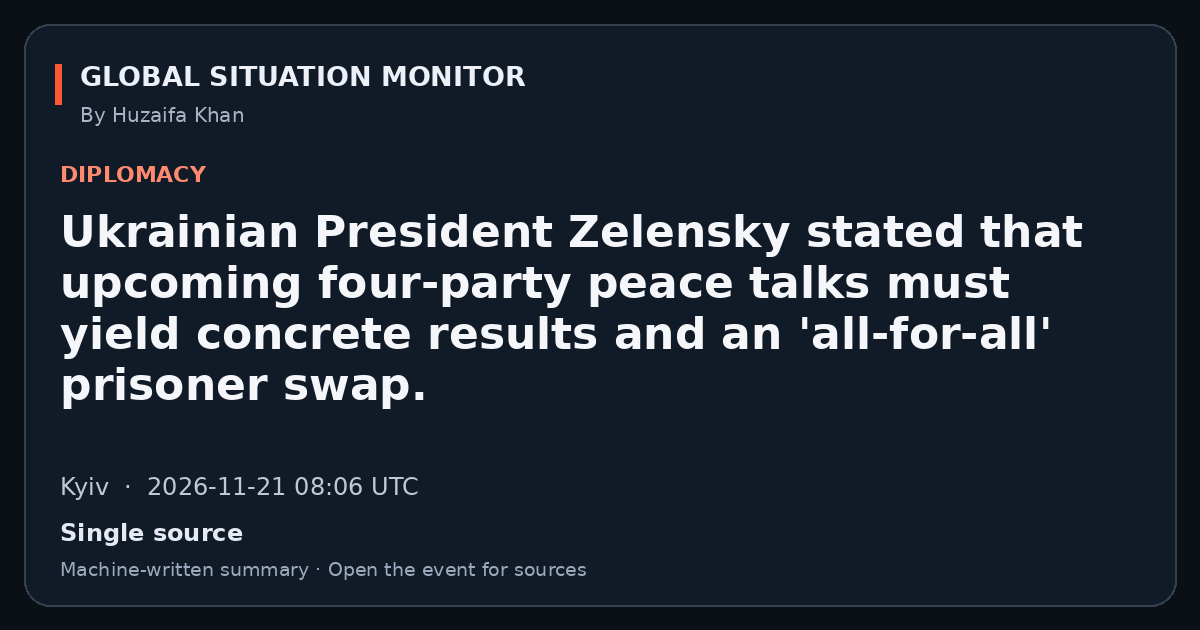 GLOBAL SITUATION MONITOR
By Huzaifa Khan
DIPLOMACY
Ukrainian President Zelensky stated that
upcoming four-party peace talks must
yield concrete results and an 'all-for-all'
prisoner swap.
Kyiv · 2026-11-21 08:06 UTC
Single source
Machine-written summary · Open the event for sources